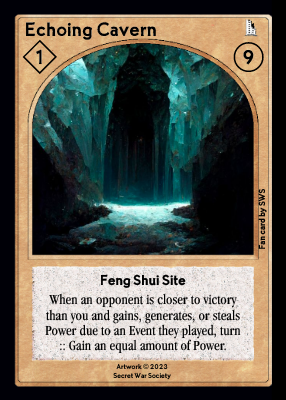 Echoing Cavern
1
9
Fan card by SWS
Feng Shui Site
When an opponent is closer to victory
than you and gains, generates, or steals
Power due to an Event they played, turn
:: Gain an equal amount of Power.
Artwork © 2023
Secret War Society